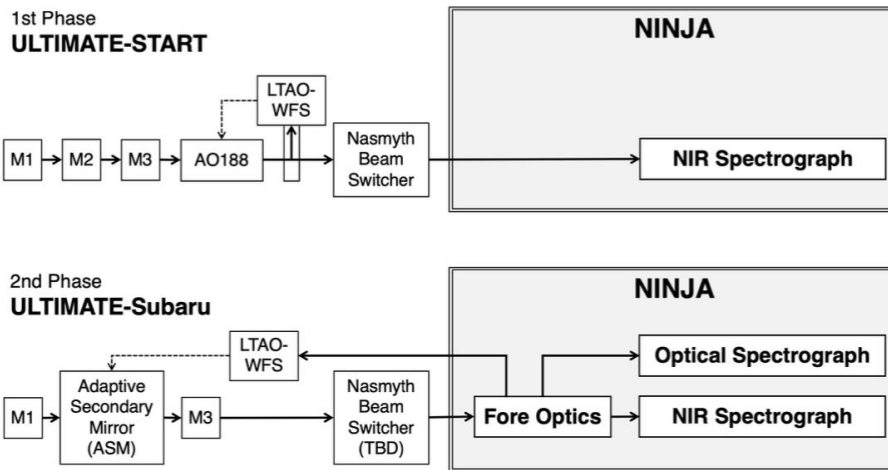 1st Phase
ULTIMATE-START
NINJA
LTAO-
WFS
M1
M2
M3
AO188
Nasmyth
Beam
Switcher
NIR Spectrograph
2nd Phase
ULTIMATE-Subaru
NINJA
LTAO-
WFS
Optical Spectrograph
M1
Adaptive
Secondary
Mirror
(ASM)
M3
Nasmyth
Beam
Switcher
(TBD)
Fore Optics
NIR Spectrograph